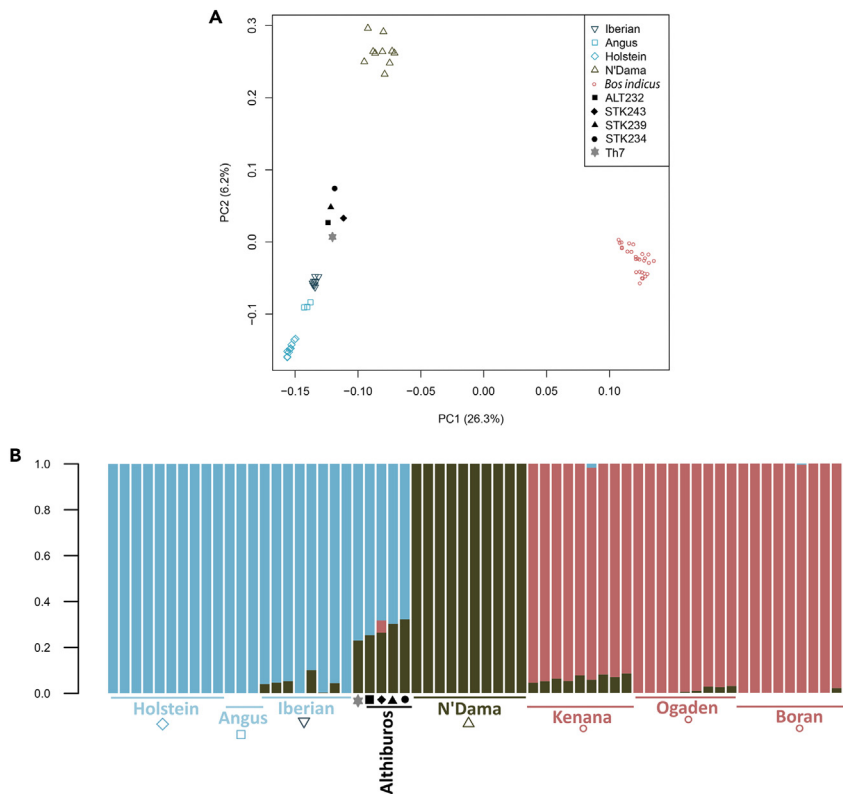 A
0.3
0.2
0.1
0.0
−0.1
PC2 (6.2%)
Iberian
Angus
Holstein
N'Dama
Bos indicus
ALT232
STK243
STK239
STK234
Th7
−0.15 −0.10 −0.05 0.00 0.05 0.10
PC1 (26.3%)
B
1.0
0.8
0.6
0.4
0.2
0.0
Holstein
Angus
Iberian
Althiburos
N'Dama
Kenana
Ogaden
Boran